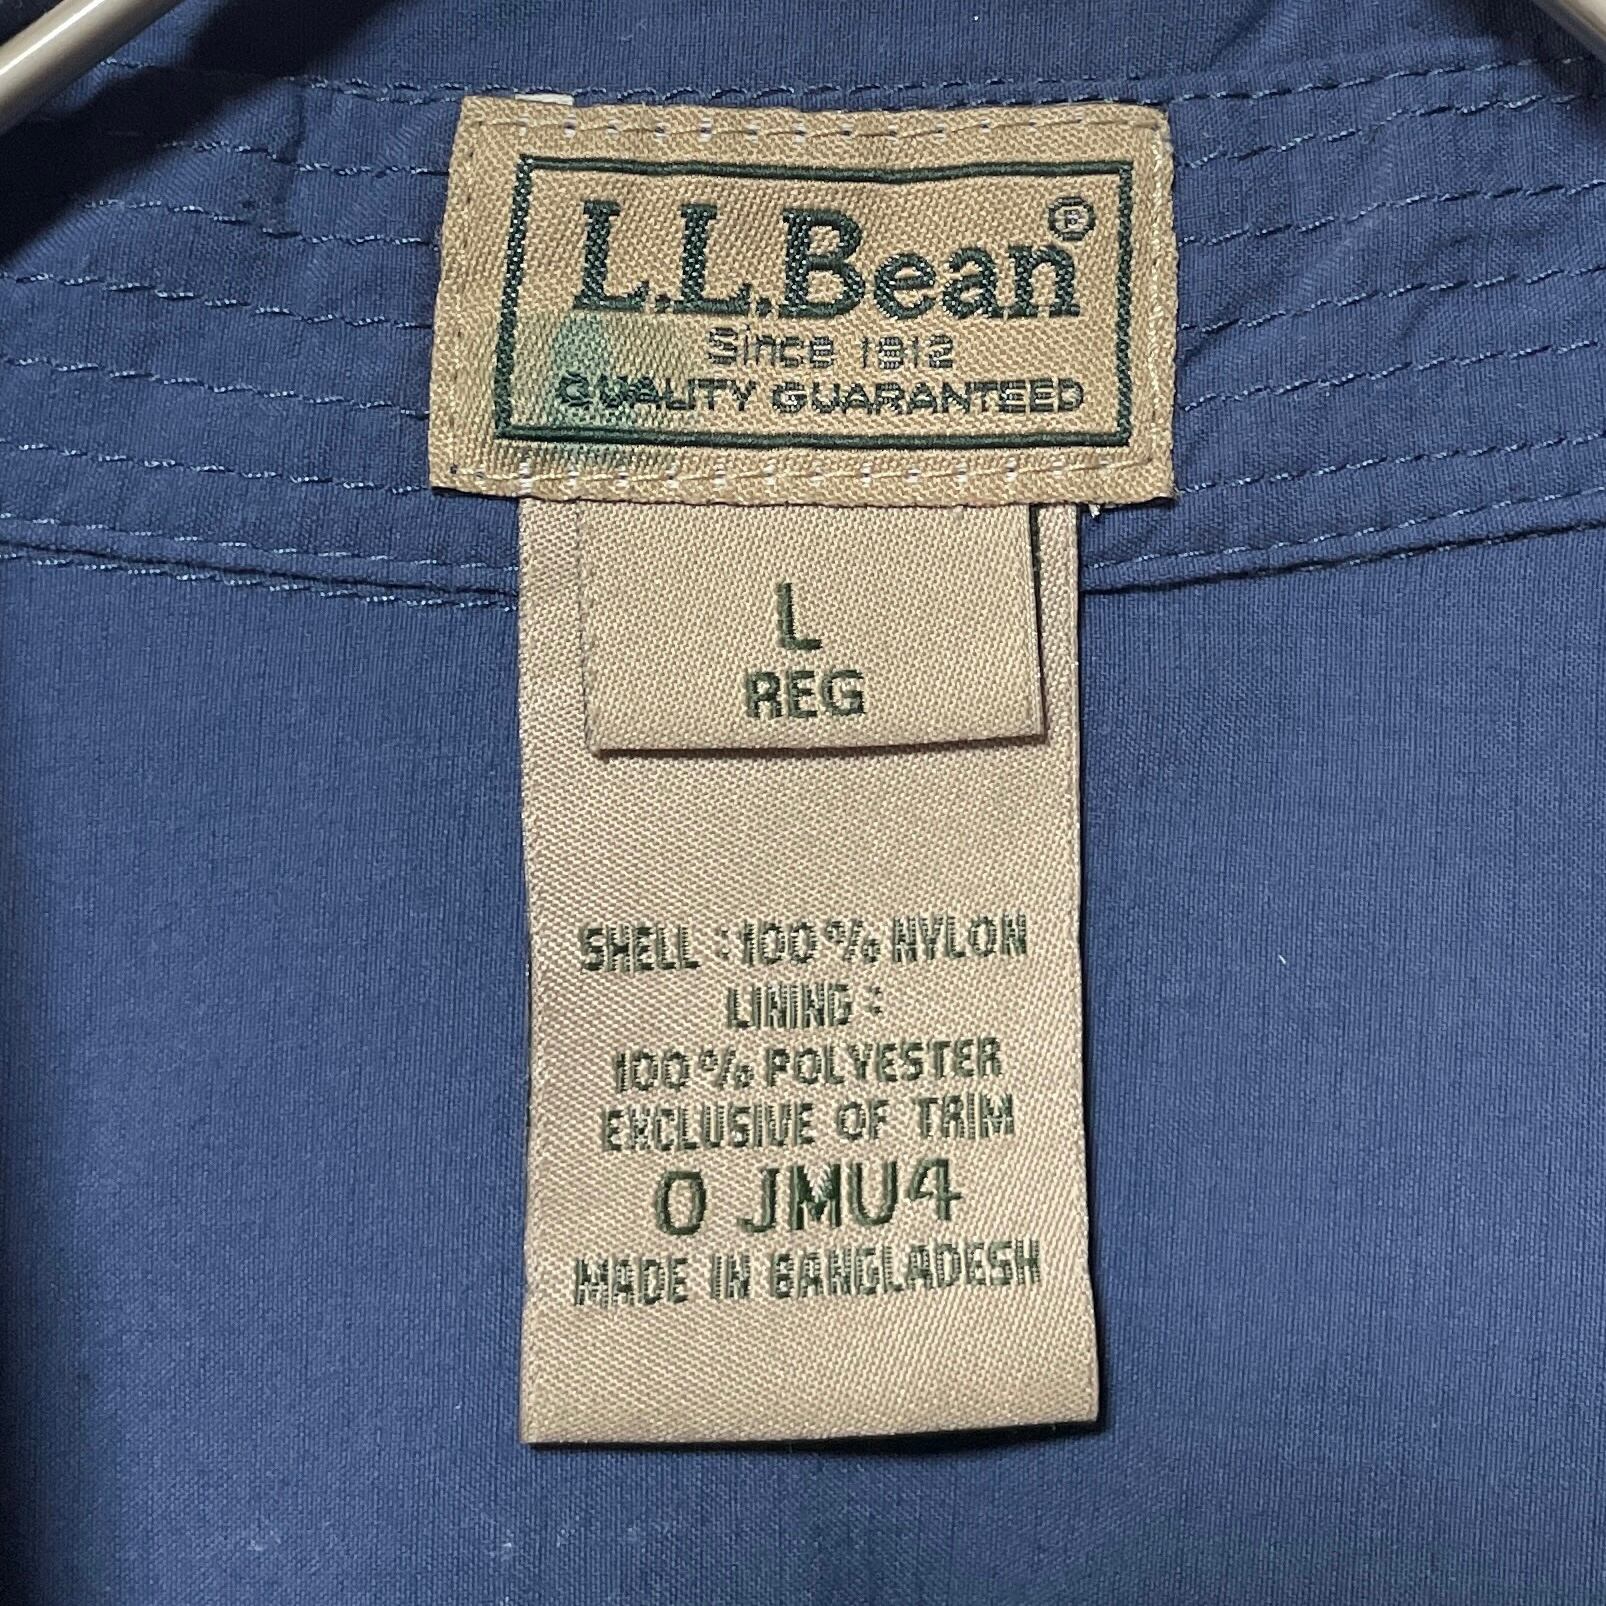 L.L.Bean®
Since 1912
QUALITY GUARANTEED
L
REG
SHELL : 100% NYLON
LINING :
100% POLYESTER
EXCLUSIVE OF TRIM
0 JMU4
MADE IN BANGLADESH